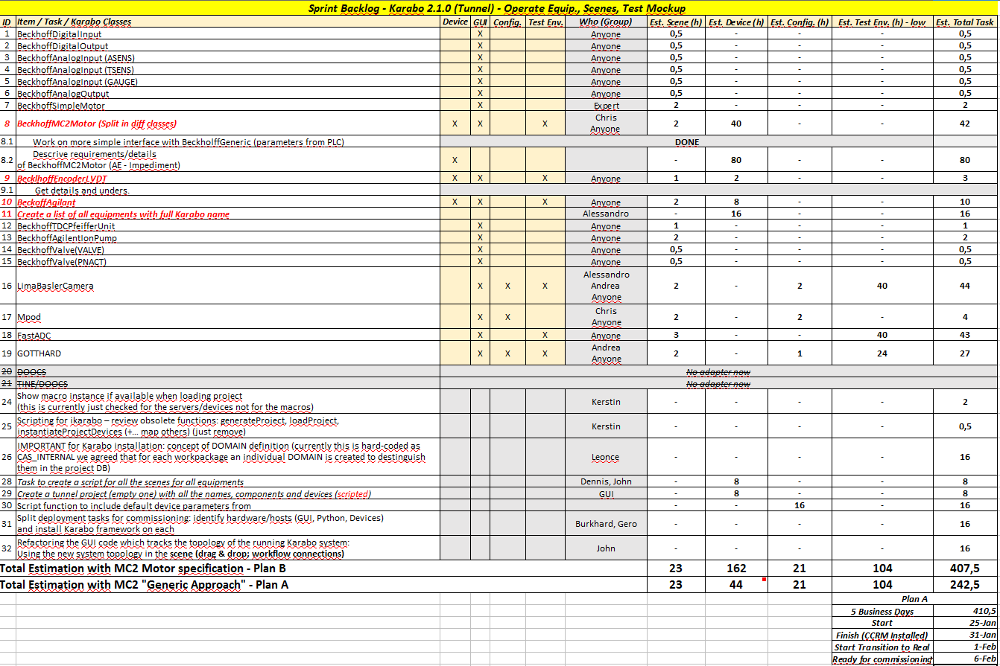 Sprint Backlog - Karabo 2.1.0 (Tunnel) - Operate Equip., Scenes, Test Mockup
ID Item / Task / Karabo Classes Device GUI Config. Test Env. Who (Group) Est. Scene (h) Est. Device (h) Est. Config. (h) Est. Test Env. (h) - low Est. Total Task
1 BeckhoffDigitalInput X Anyone 0,5 - - - 0,5
2 BeckhoffDigitalOutput X Anyone 0,5 - - - 0,5
3 BeckhoffAnalogInput (ASENS) X Anyone 0,5 - - - 0,5
4 BeckhoffAnalogInput (TSENS) X Anyone 0,5 - - - 0,5
5 BeckhoffAnalogInput (GAUGE) X Anyone 0,5 - - - 0,5
6 BeckhoffAnalogOutput X Anyone 0,5 - - - 0,5
7 BeckhoffSimpleMotor X Expert 2 - - - 2
8 BeckhoffMC2Motor (Split in diff classes) X X X Chris
Anyone 2 40 - - 42
8.1 Work on more simple interface with BeckholffGeneric (parameters from PLC) DONE
8.2 Descrive requirements/details
of BeckhoffMC2Motor (AE - Impediment) X - 80 - - 80
9 BecklhoffEncoderLVDT X X X Anyone 1 2 - - 3
9.1 Get details and unders.
10 BeckoffAgilant X X X Anyone 2 8 - - 10
11 Create a list of all equipments with full Karabo name Alessandro - 16 - - 16
12 BeckhoffTDCPfeifferUnit X Anyone 1 - - - 1
13 BeckhoffAgilentIonPump X Anyone 2 - - - 2
14 BeckhoffValve(VALVE) X Anyone 0,5 - - - 0,5
15 BeckhoffValve(PNACT) X Anyone 0,5 - - - 0,5
16 LimaBaslerCamera X X X Alessandro
Andrea
Anyone 2 - 2 40 44
17 Mpod X X Chris
Anyone 2 - 2 - 4
18 FastADC X X Anyone 3 - - 40 43
19 GOTTHARD X X X Andrea
Anyone 2 - 1 24 27
20 DOOCS No adapter now
21 TINE/DOOCS No adapter now
24 Show macro instance if available when loading project
(this is currently just checked for the servers/devices not for the macros) Kerstin - - - - 2
25 Scripting for ikarabo – review obsolete functions: generateProject, loadProject,
instantiateProjectDevices (+... map others) (just remove) Kerstin - - - - 0,5
26 IMPORTANT for Karabo installation: concept of DOMAIN definition (currently this is hard-coded as
CAS_INTERNAL we agreed that for each workpackage an individual DOMAIN is created to destinguish
them in the project DB) Leonce - - - - 16
28 Task to create a script for all the scenes for all equipments Dennis, John - 8 - - 8
29 Create a tunnel project (empty one) with all the names, components and devices (scripted) GUI - 8 - - 8
30 Script function to include default device parameters from - - 16 - 16
31 Split deployment tasks for commissioning: identify hardware/hosts (GUI, Python, Devices)
and install Karabo framework on each Burkhard, Gero - - - - 16
32 Refactoring the GUI code which tracks the topology of the running Karabo system:
Using the new system topology in the scene (drag & drop; workflow connections) John - - - - 16
Total Estimation with MC2 Motor specification - Plan B 23 162 21 104 407,5
Total Estimation with MC2 "Generic Approach" - Plan A 23 44 21 104 242,5
Plan A
5 Business Days 410,5
Start 25-Jan
Finish (CCRM Installed) 31-Jan
Start Transition to Real 1-Feb
Ready for commissioning 6-Feb